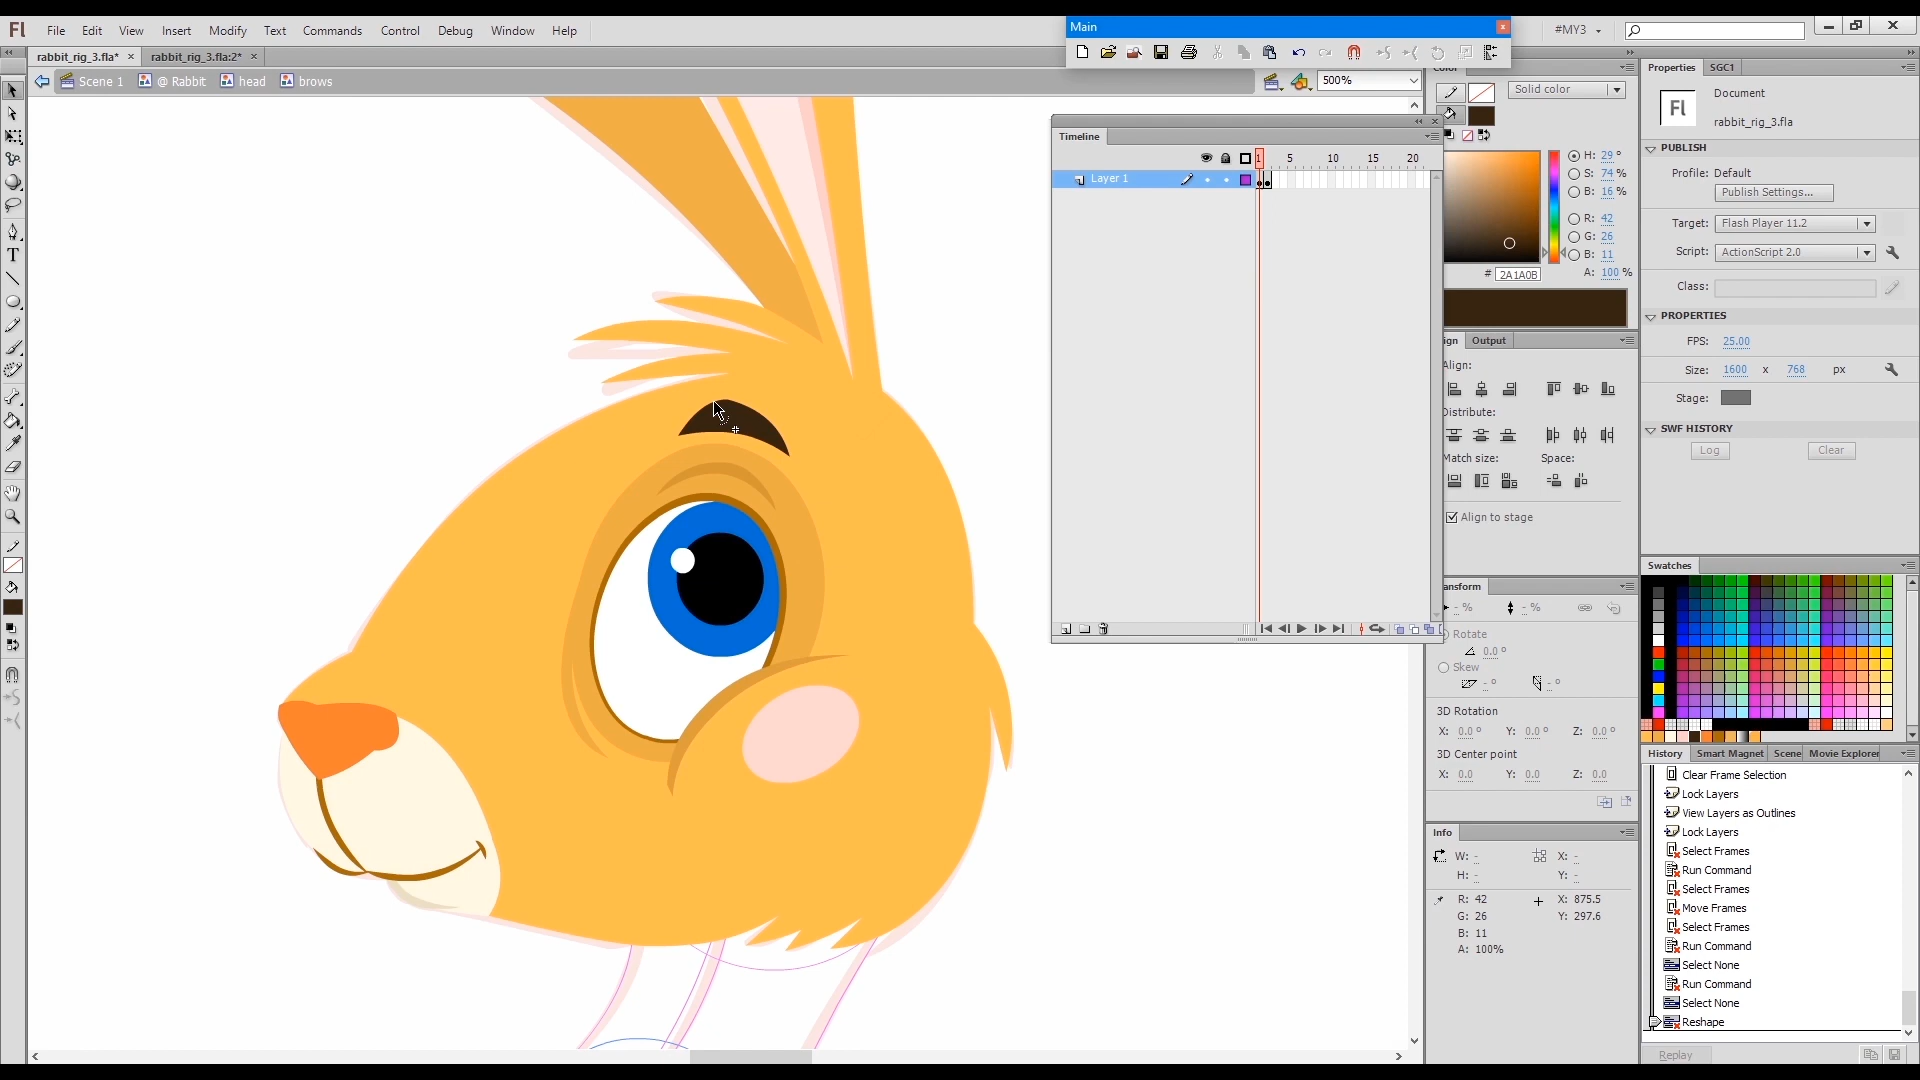 Main
Fl File Edit View Insert Modify Text Commands Control Debug Window Help #MY3
rabbit_rig_3.fla* × rabbit_rig_3.fla:2* ×
Scene 1 @ Rabbit head brows 500%
Timeline
1 5 10 15 20
Layer 1
Color
Solid color
H: 29 °
S: 74 %
B: 16 %
R: 42
G: 26
B: 11
# 2A1A0B A: 100 %
ign Output
Align:
Distribute:
Match size: Space:
Align to stage
ansform
- % - %
Rotate
0.0 °
Skew
- ° - °
3D Rotation
X: 0.0 ° Y: 0.0 ° Z: 0.0 °
3D Center point
X: 0.0 Y: 0.0 Z: 0.0
Info
W: - X: -
H: - Y: -
R: 42 X: 875.5
G: 26 Y: 297.6
B: 11
A: 100%
Properties SGC1
Fl Document
rabbit_rig_3.fla
PUBLISH
Profile: Default
Publish Settings...
Target: Flash Player 11.2
Script: ActionScript 2.0
Class:
PROPERTIES
FPS: 25.00
Size: 1600 x 768 px
Stage:
SWF HISTORY
Log Clear
Swatches
History Smart Magnet Scene Movie Explorer
Clear Frame Selection
Lock Layers
View Layers as Outlines
Lock Layers
Select Frames
Run Command
Select Frames
Move Frames
Select Frames
Run Command
Select None
Run Command
Select None
Reshape
Replay